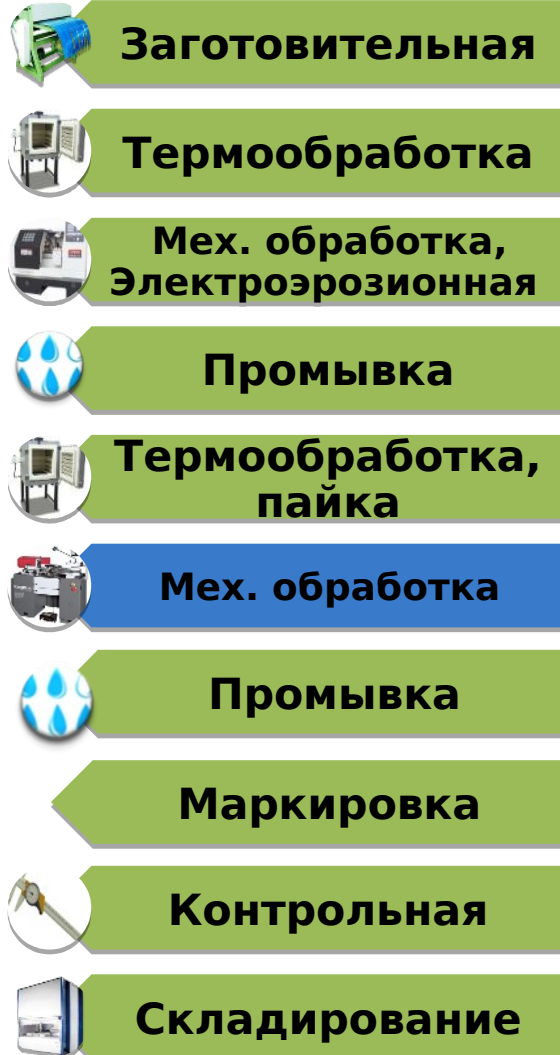 Заготовительная
Термообработка
Мех. обработка,
Электроэрозионная
Промывка
Термообработка,
пайка
Мех. обработка
Промывка
Маркировка
Контрольная
Складирование